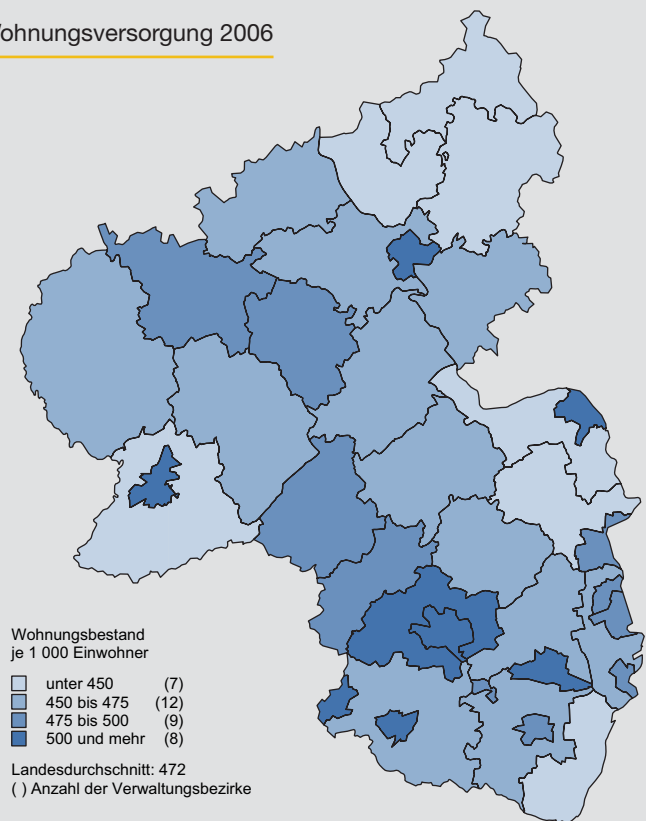 ohnungsversorgung 2006
Wohnungsbestand
je 1 000 Einwohner
unter 450 (7)
450 bis 475 (12)
475 bis 500 (9)
500 und mehr (8)
Landesdurchschnitt: 472
( ) Anzahl der Verwaltungsbezirke